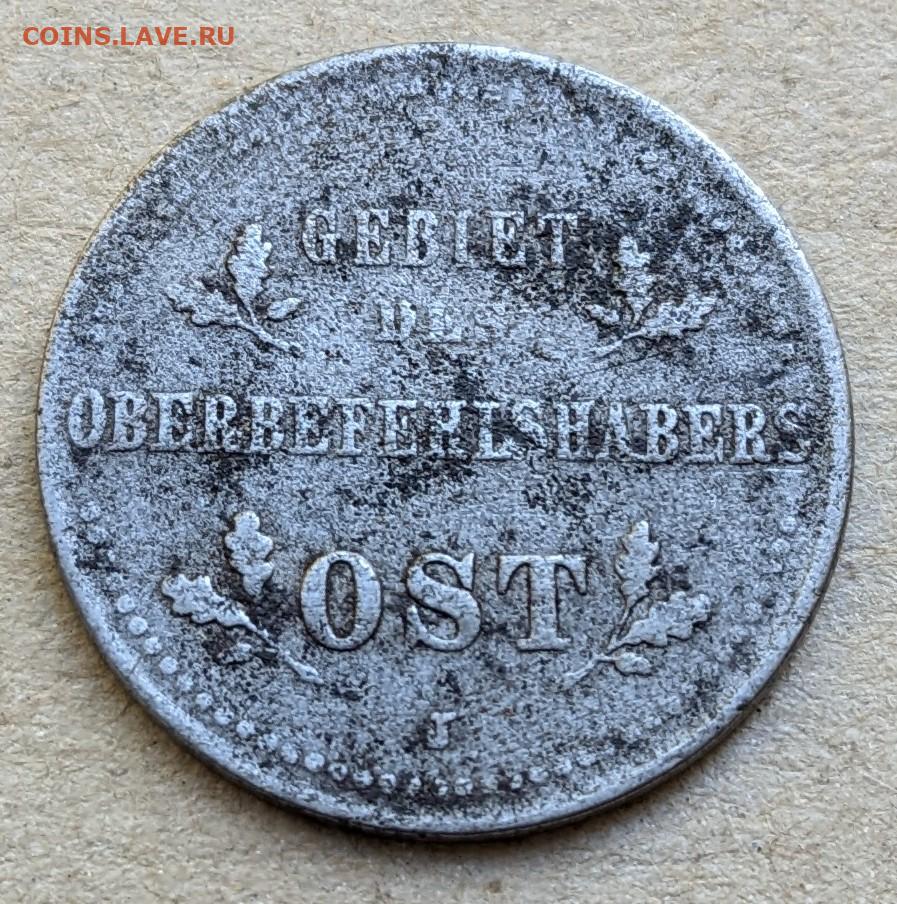 COINS.LAVE.RU
GEBIET
DES
OBERBEFEHLSHABERS
OST
J